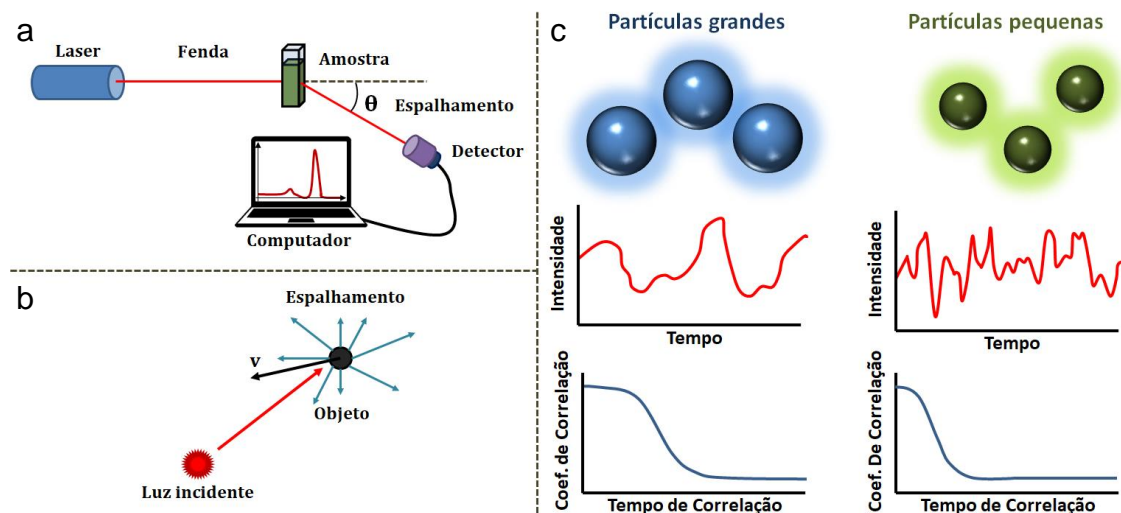 a
Laser
Fenda
Amostra
θ
Espalhamento
Detector
Computador
b
Espalhamento
v
Objeto
Luz incidente
c
Partículas grandes
Partículas pequenas
Intensidade
Tempo
Intensidade
Tempo
Coef. de Correlação
Tempo de Correlação
Coef. De Correlação
Tempo de Correlação